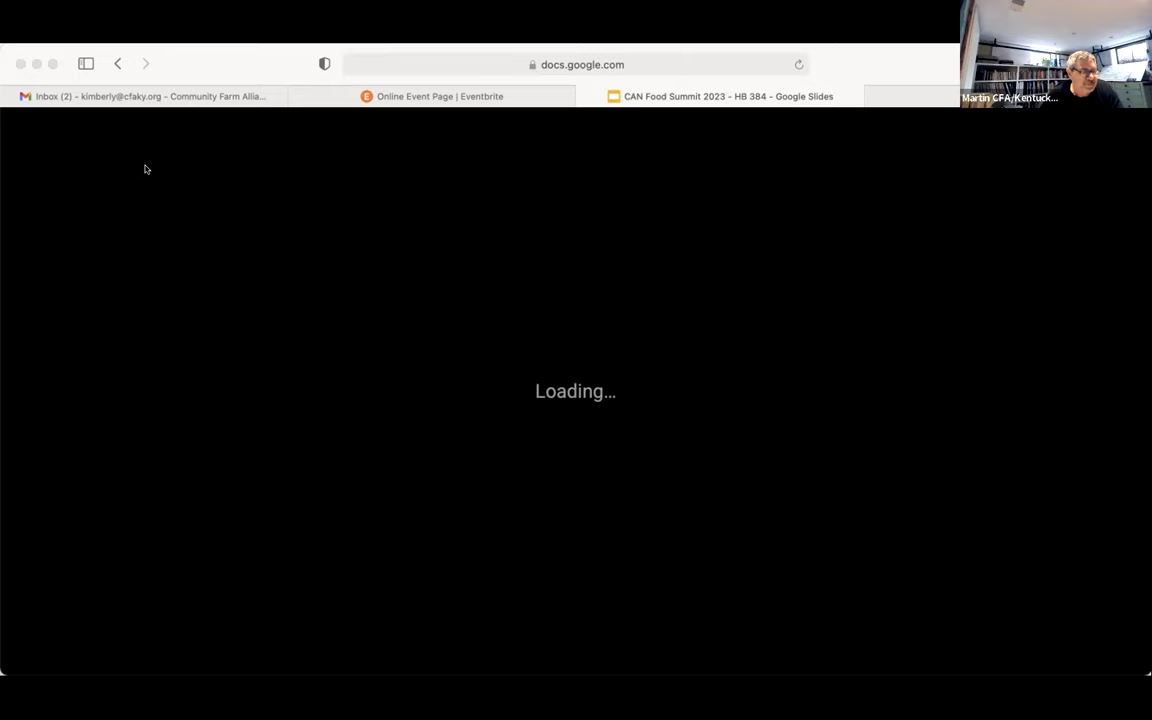 docs.google.com
Inbox (2) - kimberly@cfaky.org - Community Farm Allia...
Online Event Page | Eventbrite
CAN Food Summit 2023 - HB 384 - Google Slides
Martin CFA/Kentuck...
Loading...